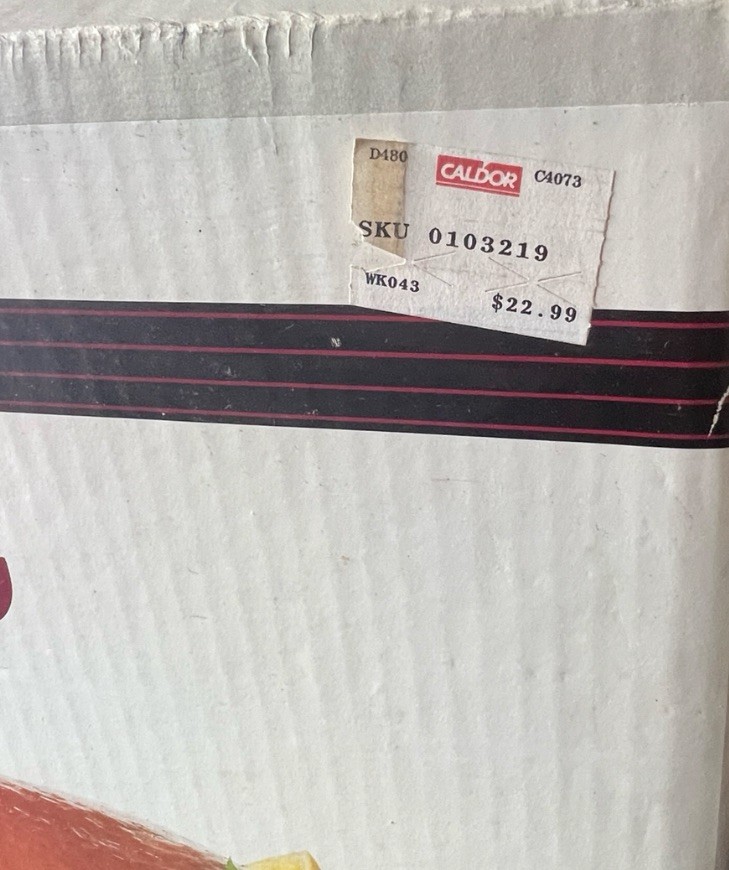 D480 CALDOR C4073
SKU 0103219
WK043
$22.99